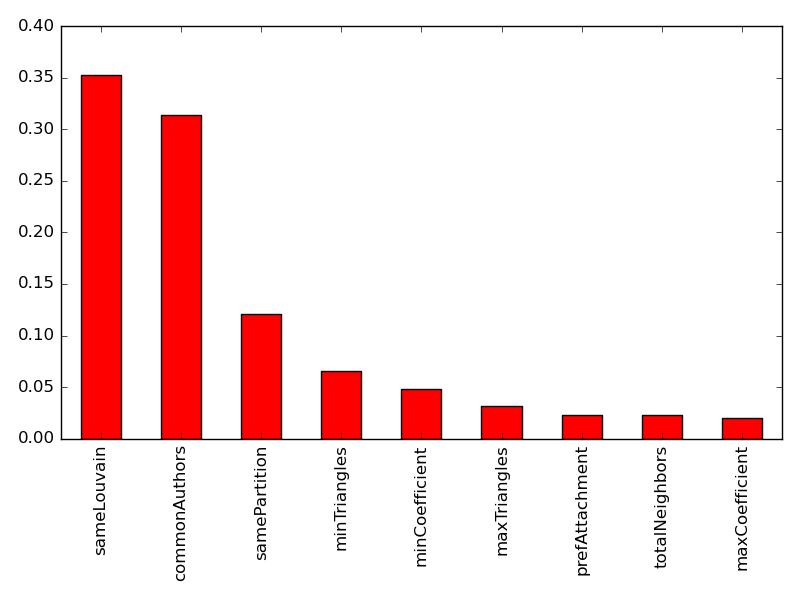 0.40
0.35
0.30
0.25
0.20
0.15
0.10
0.05
0.00
sameLouvain
commonAuthors
samePartition
minTriangles
minCoefficient
maxTriangles
prefAttachment
totalNeighbors
maxCoefficient